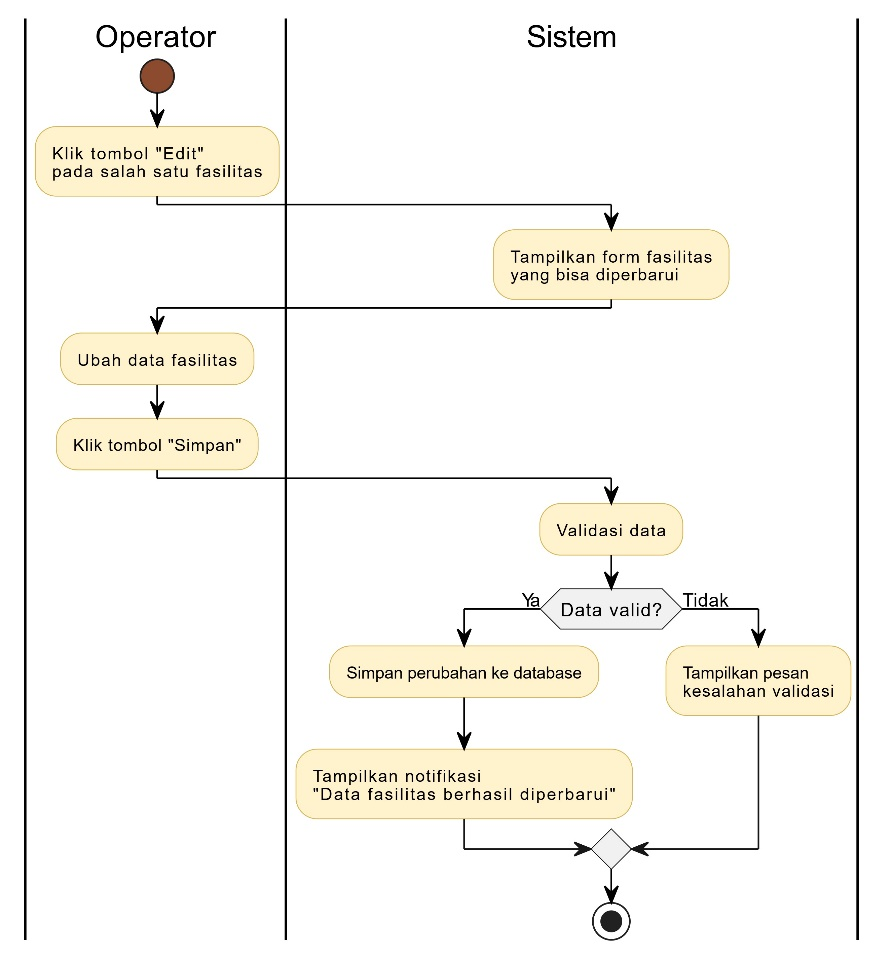 Operator
Sistem
Klik tombol "Edit"
pada salah satu fasilitas
Tampilkan form fasilitas
yang bisa diperbarui
Ubah data fasilitas
Klik tombol "Simpan"
Validasi data
Ya
Data valid?
Tidak
Simpan perubahan ke database
Tampilkan pesan
kesalahan validasi
Tampilkan notifikasi
"Data fasilitas berhasil diperbarui"